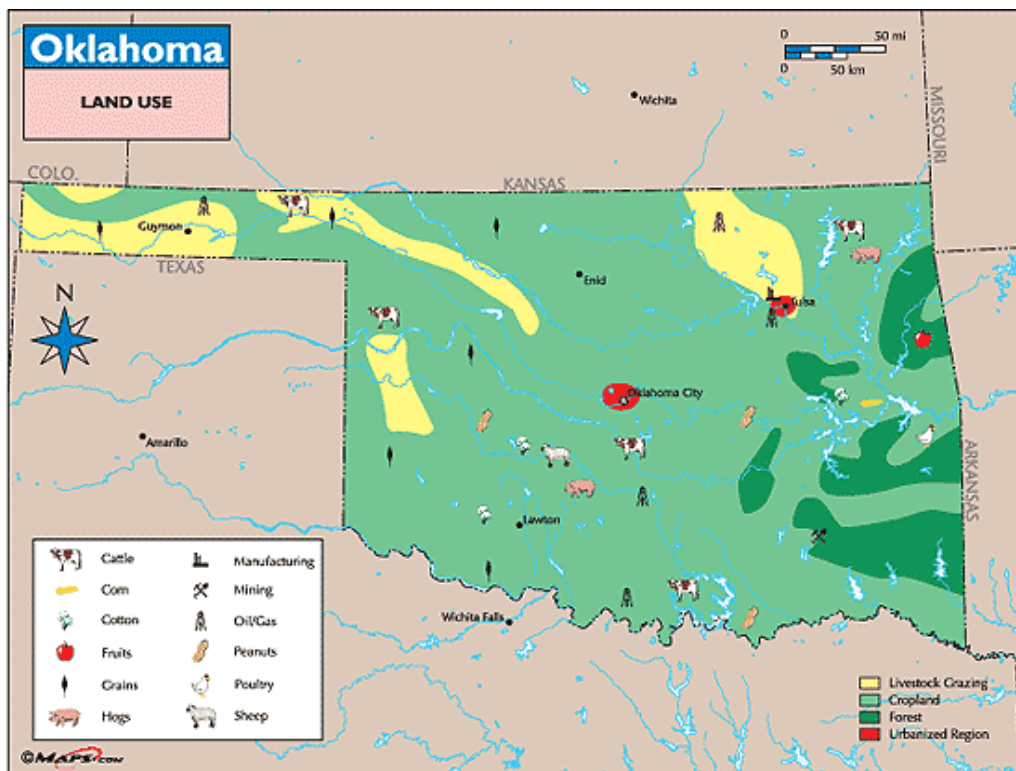 Oklahoma
LAND USE
0 50 mi
0 50 km
Wichita
MISSOURI
COLO.
KANSAS
Guymon
TEXAS
N
Enid
Tulsa
Oklahoma City
Amarillo
ARKANSAS
Lawton
Wichita Falls
Cattle
Manufacturing
Corn
Mining
Cotton
Oil/Gas
Fruits
Peanuts
Grains
Poultry
Hogs
Sheep
Livestock Grazing
Cropland
Forest
Urbanized Region
©MAPS.COM